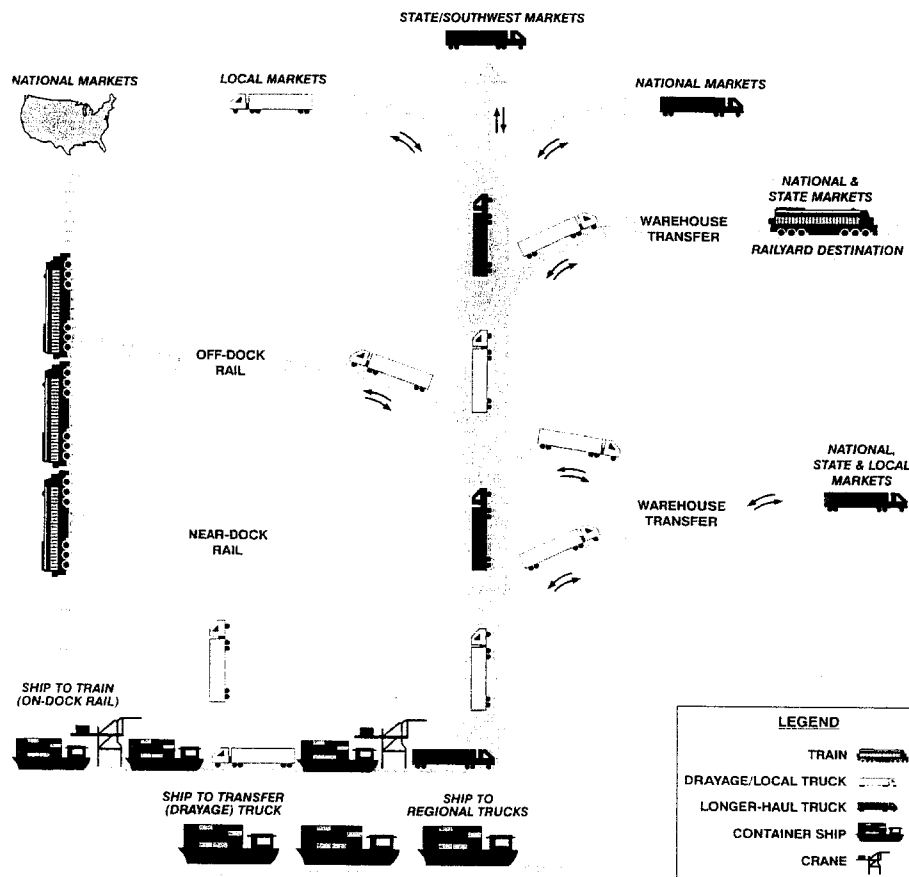 STATE/SOUTHWEST MARKETS
NATIONAL MARKETS
LOCAL MARKETS
NATIONAL MARKETS
NATIONAL &
STATE MARKETS
WAREHOUSE
TRANSFER
RAILYARD DESTINATION
OFF-DOCK
RAIL
NATIONAL,
STATE & LOCAL
MARKETS
WAREHOUSE
TRANSFER
NEAR-DOCK
RAIL
SHIP TO TRAIN
(ON-DOCK RAIL)
SHIP TO TRANSFER
(DRAYAGE) TRUCK
SHIP TO
REGIONAL TRUCKS
LEGEND
TRAIN
DRAYAGE/LOCAL TRUCK
LONGER-HAUL TRUCK
CONTAINER SHIP
CRANE